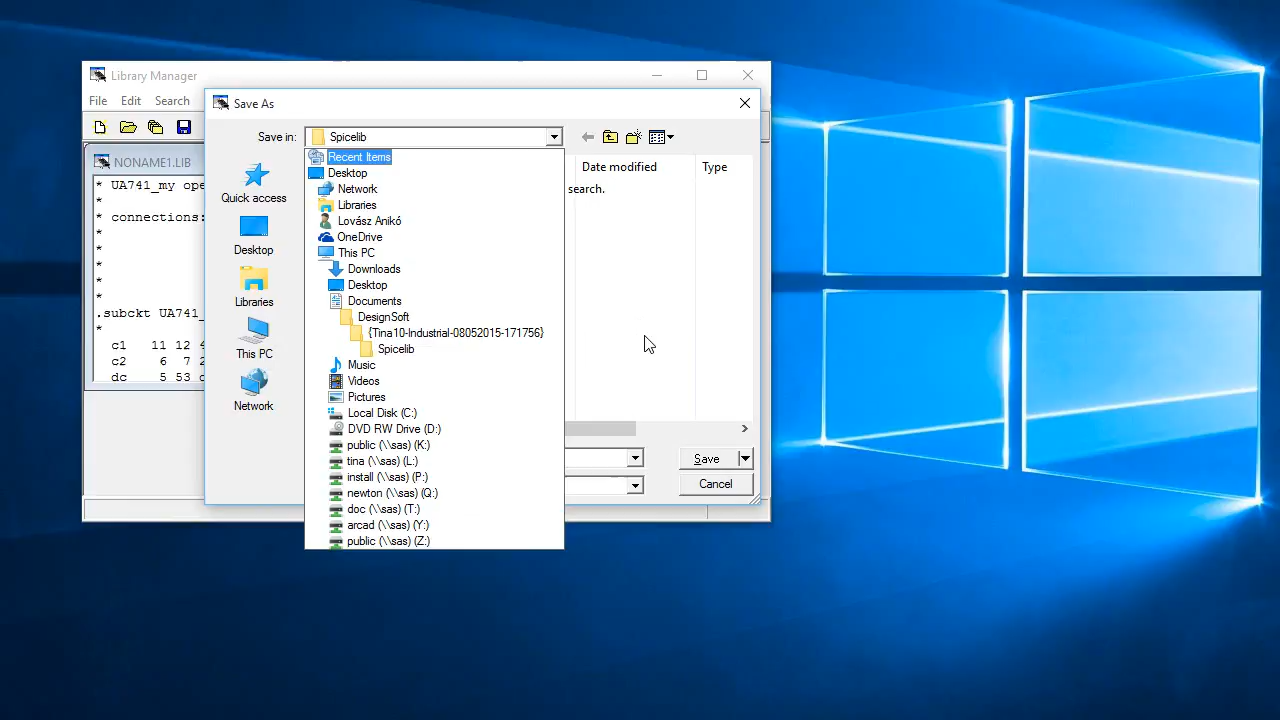 Library Manager
File Edit Search
Save As
Save in: Spicelib
NONAME1.LIB
* UA741_my ope
*
* connections:
*
*
*
*
*
.subckt UA741_
*
c1 11 12 4
c2 6 7 2
dc 5 53 d
Quick access
Desktop
Libraries
This PC
Network
Recent Items
Desktop
Network
Libraries
Lovász Anikó
OneDrive
This PC
Downloads
Desktop
Documents
DesignSoft
{Tina10-Industrial-08052015-171756}
Spicelib
Music
Videos
Pictures
Local Disk (C:)
DVD RW Drive (D:)
public (\\sas) (K:)
tina (\\sas) (L:)
install (\\sas) (P:)
newton (\\sas) (Q:)
doc (\\sas) (T:)
arcad (\\sas) (Y:)
public (\\sas) (Z:)
Date modified Type
search.
Save
Cancel